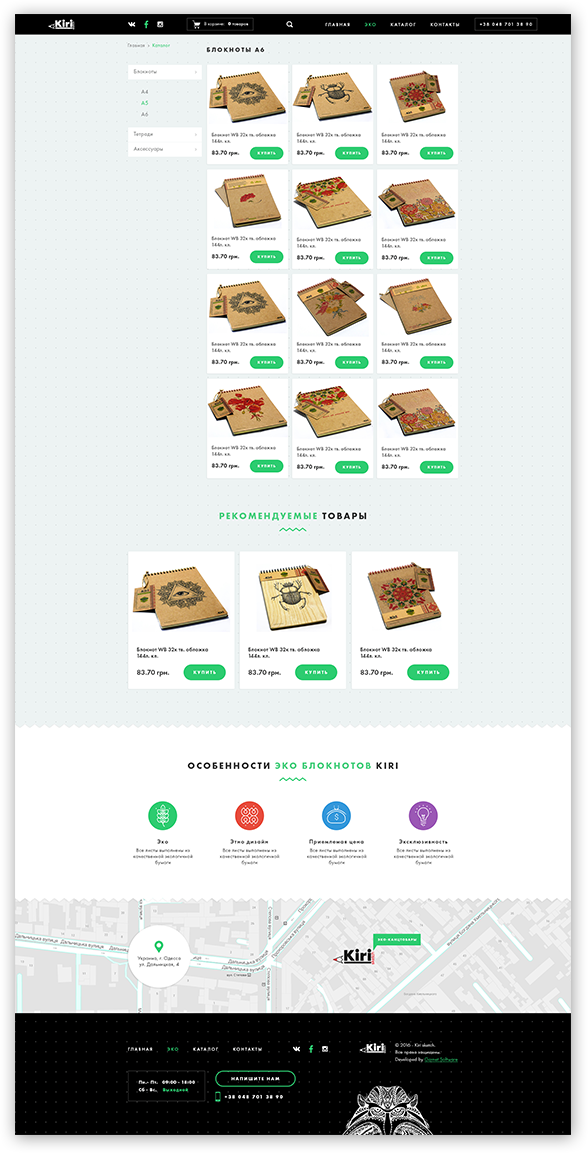 Kiri
В корзине: 0 товаров
ГЛАВНАЯ ЭКО КАТАЛОГ КОНТАКТЫ
+38 048 701 38 90
Главная > Каталог
БЛОКНОТЫ А6
Блокноты
А4
А5
А6
Тетради
Аксессуары
Блокнот WB 32к тв. обложка
144л. кл.
83.70 грн. КУПИТЬ
Блокнот WB 32к тв. обложка
144л. кл.
83.70 грн. КУПИТЬ
Блокнот WB 32к тв. обложка
144л. кл.
83.70 грн. КУПИТЬ
Блокнот WB 32к тв. обложка
144л. кл.
83.70 грн. КУПИТЬ
Блокнот WB 32к тв. обложка
144л. кл.
83.70 грн. КУПИТЬ
Блокнот WB 32к тв. обложка
144л. кл.
83.70 грн. КУПИТЬ
Блокнот WB 32к тв. обложка
144л. кл.
83.70 грн. КУПИТЬ
Блокнот WB 32к тв. обложка
144л. кл.
83.70 грн. КУПИТЬ
Блокнот WB 32к тв. обложка
144л. кл.
83.70 грн. КУПИТЬ
Блокнот WB 32к тв. обложка
144л. кл.
83.70 грн. КУПИТЬ
Блокнот WB 32к тв. обложка
144л. кл.
83.70 грн. КУПИТЬ
Блокнот WB 32к тв. обложка
144л. кл.
83.70 грн. КУПИТЬ
РЕКОМЕНДУЕМЫЕ ТОВАРЫ
Блокнот WB 32к тв. обложка
144л. кл.
83.70 грн. КУПИТЬ
Блокнот WB 32к тв. обложка
144л. кл.
83.70 грн. КУПИТЬ
Блокнот WB 32к тв. обложка
144л. кл.
83.70 грн. КУПИТЬ
ОСОБЕННОСТИ ЭКО БЛОКНОТОВ KIRI
Эко
Все листы выполнены из
качественной экологичной
бумаги
Этно дизайн
Все листы выполнены из
качественной экологичной
бумаги
Приемлемая цена
Все листы выполнены из
качественной экологичной
бумаги
Эксклюзивность
Все листы выполнены из
качественной экологичной
бумаги
Дальницька вулиця
Дальницька вулиця
Дальницька вулиця
Украина, г. Одесса
ул. Дальницкая, 4
ЭКО-КАНЦТОВАРЫ
Kiri
вулиця Богдана Хмельницького
ГЛАВНАЯ ЭКО КАТАЛОГ КОНТАКТЫ
Kiri
© 2016 - Kiri sketch.
Все права защищены.
Developed by Ogmat Software
Пн.- Пт. 09:00 - 18:00
Сб - Вс. Выходной
НАПИШИТЕ НАМ
+38 048 701 38 90